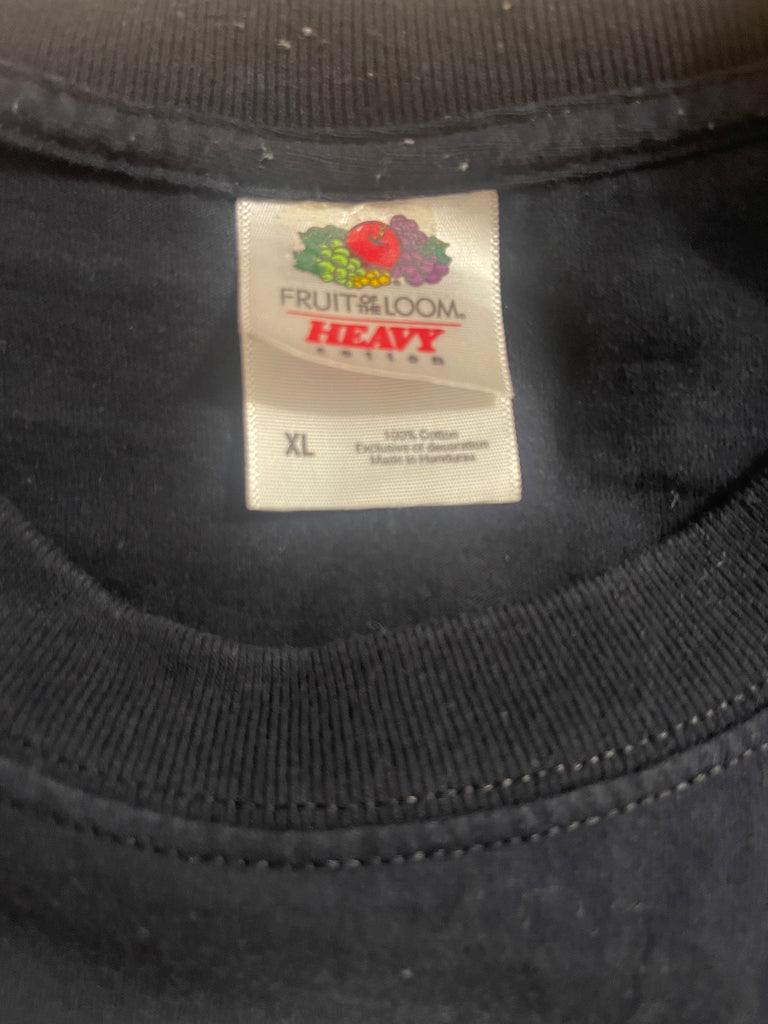 FRUIT OF THE LOOM®
HEAVY
cotton
XL
100% Cotton
Exclusive of decoration
Made in Honduras